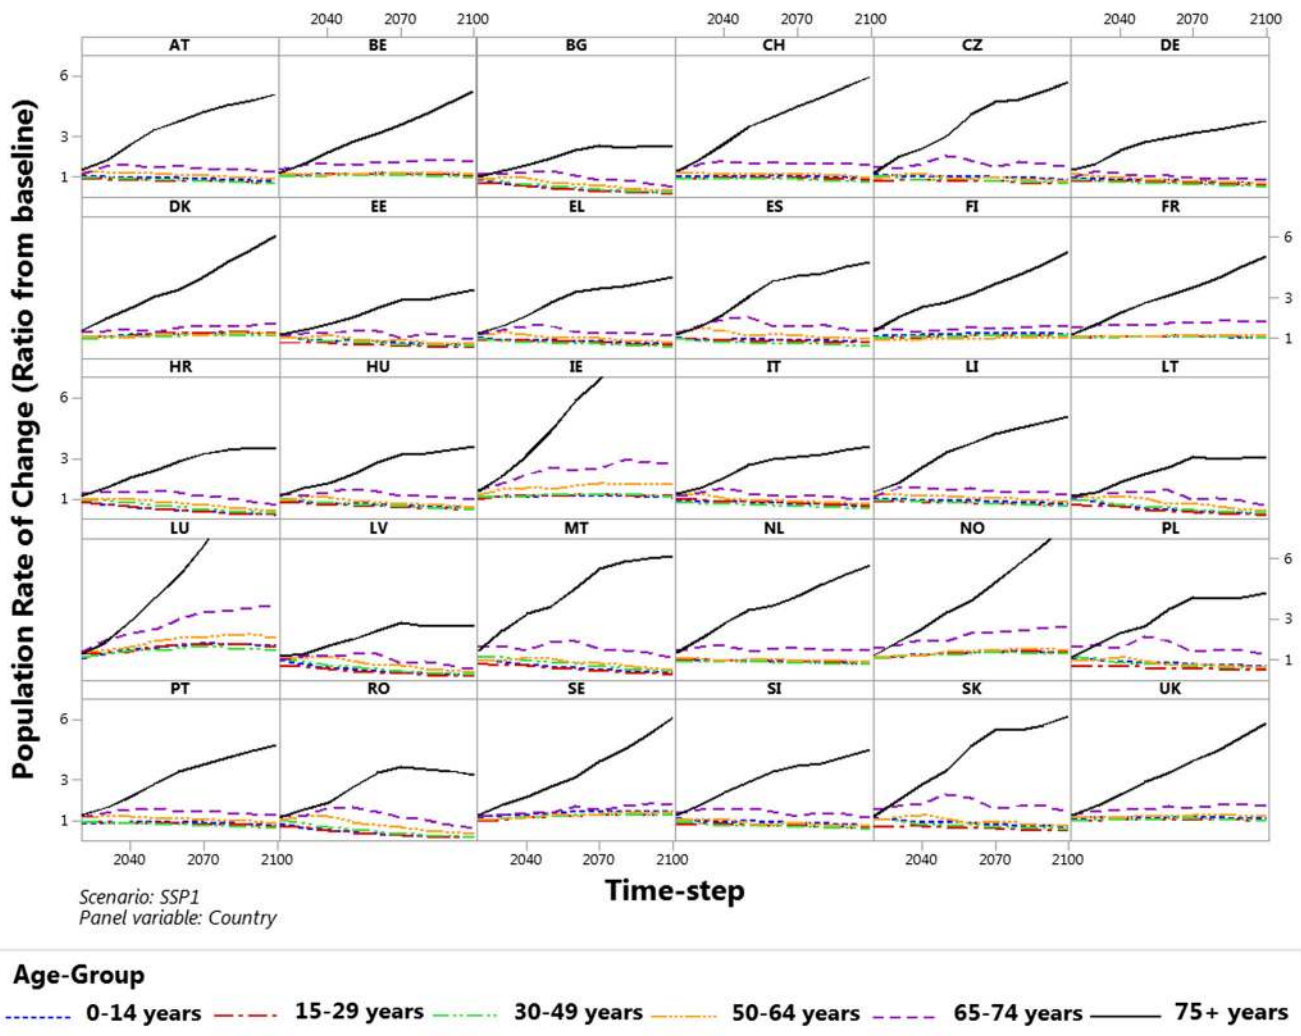 2040 2070 2100 2040 2070 2100 2040 2070 2100
AT BE BG CH CZ DE
6
3
1
DK EE EL ES FI FR
6
3
1
HR HU IE IT LI LT
6
3
1
LU LV MT NL NO PL
6
3
1
PT RO SE SI SK UK
6
3
1
2040 2070 2100 2040 2070 2100 2040 2070 2100
Population Rate of Change (Ratio from baseline)
Time-step
Scenario: SSP1
Panel variable: Country
Age-Group
0-14 years 15-29 years 30-49 years 50-64 years 65-74 years 75+ years